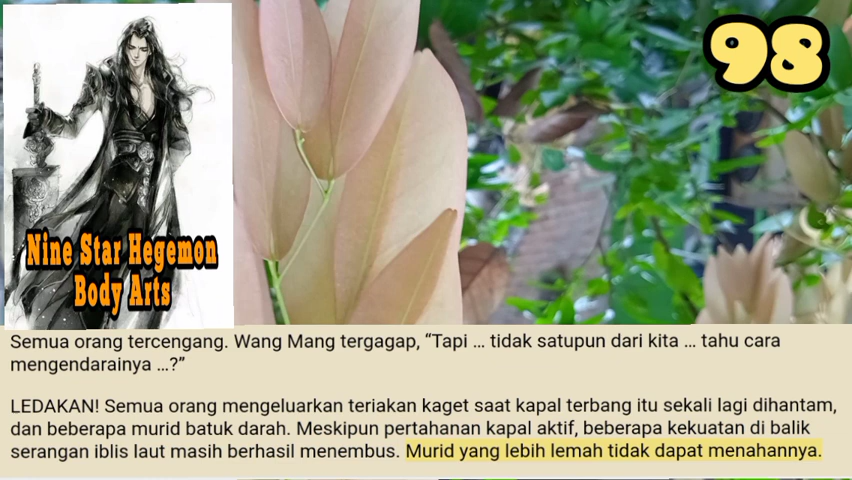 98
Nine Star Hegemon
Body Arts
Semua orang tercengang. Wang Mang tergagap, “Tapi … tidak satupun dari kita … tahu cara
mengendarainya …?”
LEDAKAN! Semua orang mengeluarkan teriakan kaget saat kapal terbang itu sekali lagi dihantam,
dan beberapa murid batuk darah. Meskipun pertahanan kapal aktif, beberapa kekuatan di balik
serangan iblis laut masih berhasil menembus. Murid yang lebih lemah tidak dapat menahannya.